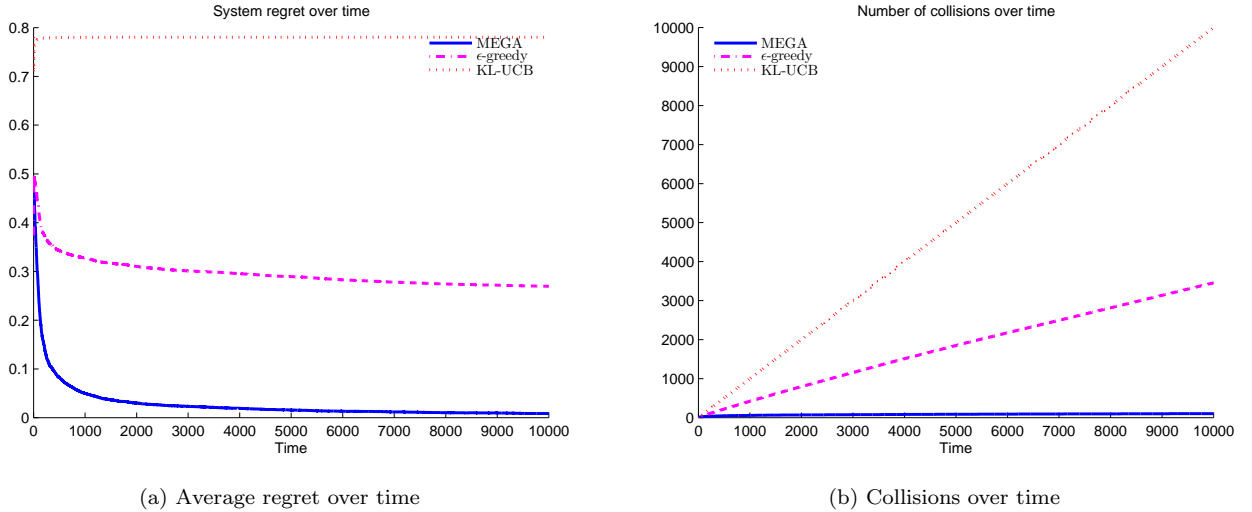 System regret over time
0.8
0.7
0.6
0.5
0.4
0.3
0.2
0.1
0
0 1000 2000 3000 4000 5000 6000 7000 8000 9000 10000
Time
MEGA
ϵ-greedy
KL-UCB
(a) Average regret over time
Number of collisions over time
10000
9000
8000
7000
6000
5000
4000
3000
2000
1000
0
0 1000 2000 3000 4000 5000 6000 7000 8000 9000 10000
Time
MEGA
ϵ-greedy
KL-UCB
(b) Collisions over time